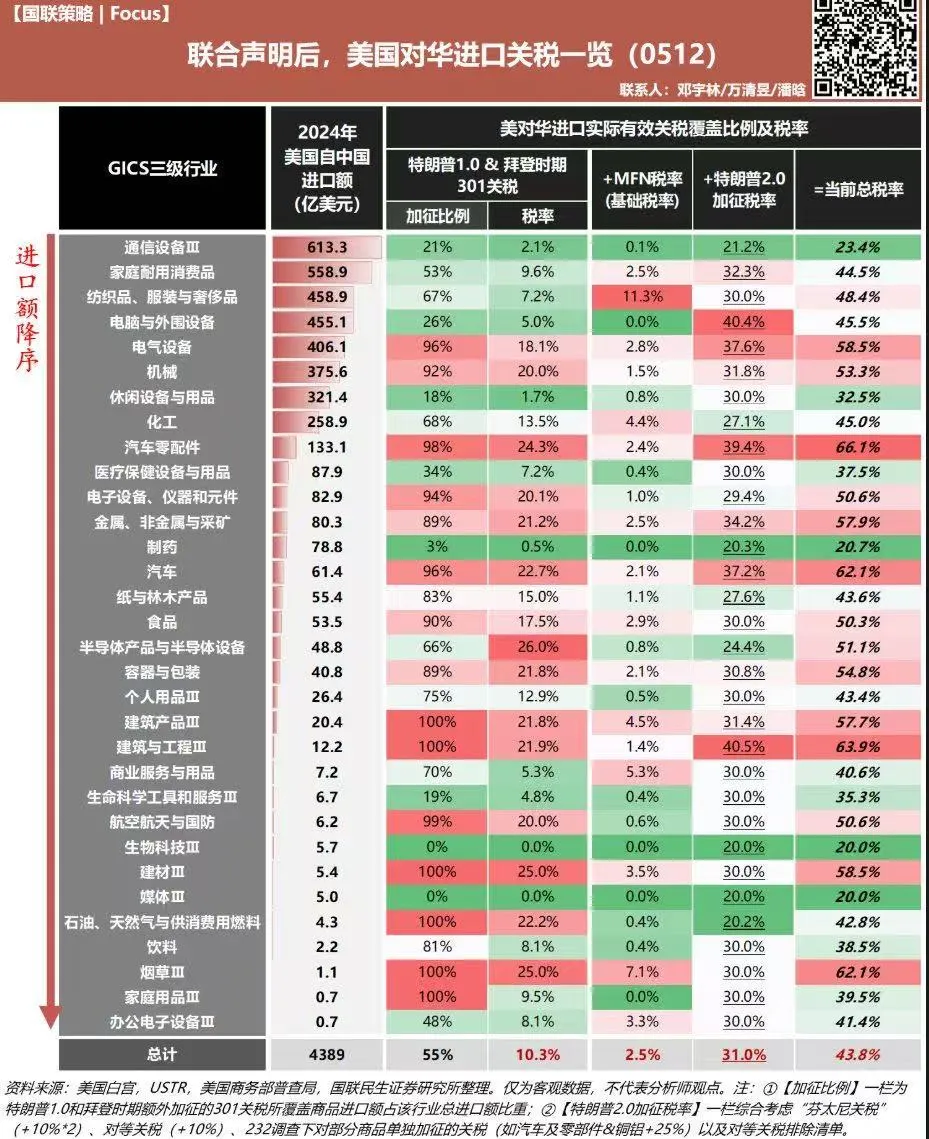 【国联策略 | Focus】
联合声明后，美国对华进口关税一览（0512）
联系人：邓宇林/万清昱/潘晗
GICS三级行业 2024年美国自中国进口额（亿美元） 美对华进口实际有效关税覆盖比例及税率
特朗普1.0 & 拜登时期301关税 +MFN税率(基础税率) +特朗普2.0加征税率 =当前总税率
加征比例 税率
进口额降序
通信设备Ⅲ 613.3 21% 2.1% 0.1% 21.2% 23.4%
家庭耐用消费品 558.9 53% 9.6% 2.5% 32.3% 44.5%
纺织品、服装与奢侈品 458.9 67% 7.2% 11.3% 30.0% 48.4%
电脑与外围设备 455.1 26% 5.0% 0.0% 40.4% 45.5%
电气设备 406.1 96% 18.1% 2.8% 37.6% 58.5%
机械 375.6 92% 20.0% 1.5% 31.8% 53.3%
休闲设备与用品 321.4 18% 1.7% 0.8% 30.0% 32.5%
化工 258.9 68% 13.5% 4.4% 27.1% 45.0%
汽车零配件 133.1 98% 24.3% 2.4% 39.4% 66.1%
医疗保健设备与用品 87.9 34% 7.2% 0.4% 30.0% 37.5%
电子设备、仪器和元件 82.9 94% 20.1% 1.0% 29.4% 50.6%
金属、非金属与采矿 80.3 89% 21.2% 2.5% 34.2% 57.9%
制药 78.8 3% 0.5% 0.0% 20.3% 20.7%
汽车 61.4 96% 22.7% 2.1% 37.2% 62.1%
纸与林木产品 55.4 83% 15.0% 1.1% 27.6% 43.6%
食品 53.5 90% 17.5% 2.9% 30.0% 50.3%
半导体产品与半导体设备 48.8 66% 26.0% 0.8% 24.4% 51.1%
容器与包装 40.8 89% 21.8% 2.1% 30.8% 54.8%
个人用品Ⅲ 26.4 75% 12.9% 0.5% 30.0% 43.4%
建筑产品Ⅲ 20.4 100% 21.8% 4.5% 31.4% 57.7%
建筑与工程Ⅲ 12.2 100% 21.9% 1.4% 40.5% 63.9%
商业服务与用品 7.2 70% 5.3% 5.3% 30.0% 40.6%
生命科学工具和服务Ⅲ 6.7 19% 4.8% 0.4% 30.0% 35.3%
航空航天与国防 6.2 99% 20.0% 0.6% 30.0% 50.6%
生物科技Ⅲ 5.7 0% 0.0% 0.0% 20.0% 20.0%
建材Ⅲ 5.4 100% 25.0% 3.5% 30.0% 58.5%
媒体Ⅲ 5.0 0% 0.0% 0.0% 20.0% 20.0%
石油、天然气与供消费用燃料 4.3 100% 22.2% 0.4% 20.2% 42.8%
饮料 2.2 81% 8.1% 0.4% 30.0% 38.5%
烟草Ⅲ 1.1 100% 25.0% 7.1% 30.0% 62.1%
家庭用品Ⅲ 0.7 100% 9.5% 0.0% 30.0% 39.5%
办公电子设备Ⅲ 0.7 48% 8.1% 3.3% 30.0% 41.4%
总计 4389 55% 10.3% 2.5% 31.0% 43.8%
资料来源：美国白宫，USTR，美国商务部普查局，国联民生证券研究所整理。仅为客观数据，不代表分析师观点。注：①【加征比例】一栏为
特朗普1.0和拜登时期额外加征的301关税所覆盖商品进口额占该行业总进口额比重；②【特朗普2.0加征税率】一栏综合考虑“芬太尼关税”
（+10%*2）、对等关税（+10%）、232调查下对部分商品单独加征的关税（如汽车及零部件&铜铝+25%）以及对等关税排除清单。